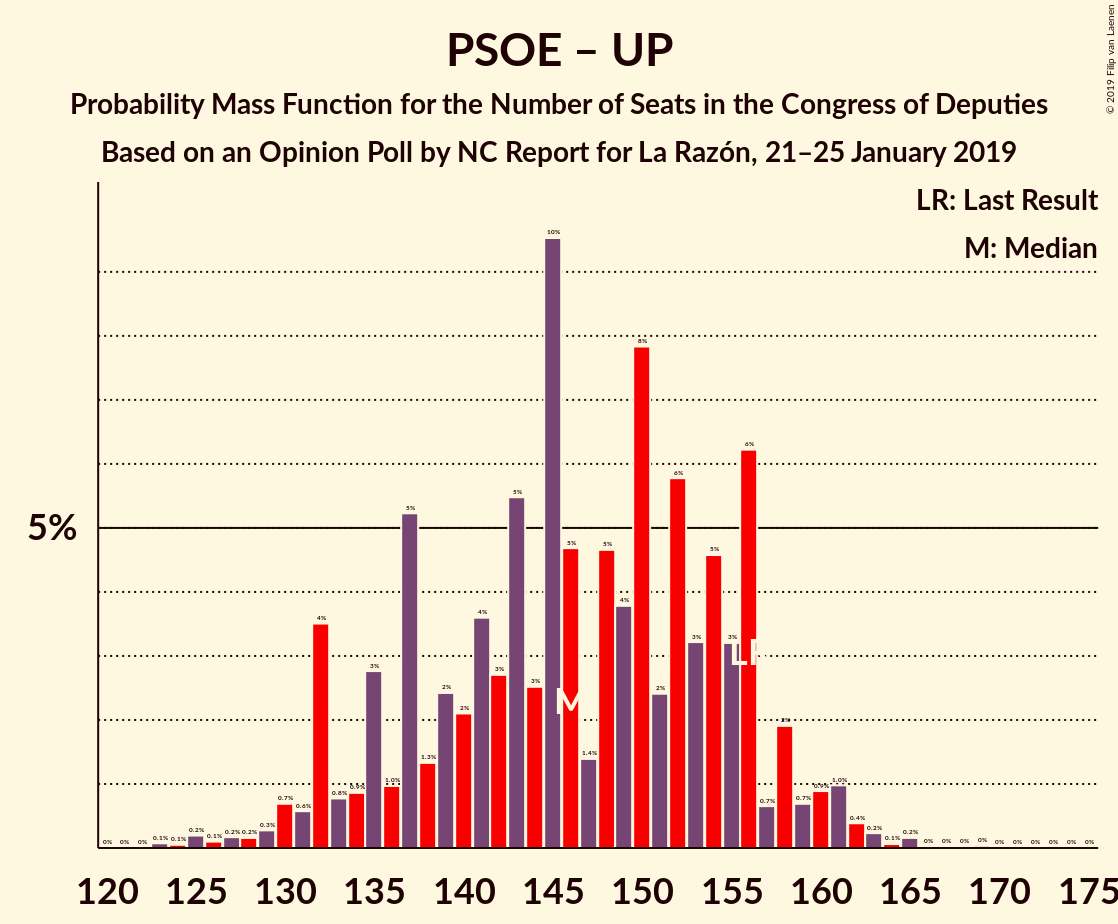 PSOE – UP
Probability Mass Function for the Number of Seats in the Congress of Deputies
Based on an Opinion Poll by NC Report for La Razón, 21–25 January 2019
© 2019 Filip van Laenen
LR: Last Result
M: Median
5%
0% 0% 0% 0.1% 0.1% 0.2% 0.1% 0.2% 0.2% 0.3% 0.7% 0.6% 4% 0.8% 0.9% 3% 1.0% 5% 1.3% 2% 2% 4% 3% 5% 3% 10% 5% 1.4% 5% 4% 8% 2% 6% 3% 5% 3% 6% 0.7% 2% 0.7% 0.9% 1.0% 0.4% 0.2% 0.1% 0.2% 0% 0% 0% 0% 0% 0% 0% 0% 0% 0%
M
LR
120 125 130 135 140 145 150 155 160 165 170 175